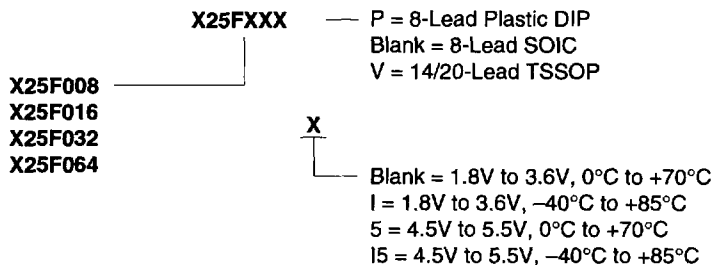 X25FXXX
P = 8-Lead Plastic DIP
Blank = 8-Lead SOIC
V = 14/20-Lead TSSOP
X25F008
X25F016
X25F032
X25F064
X
Blank = 1.8V to 3.6V, 0°C to +70°C
I = 1.8V to 3.6V, –40°C to +85°C
5 = 4.5V to 5.5V, 0°C to +70°C
I5 = 4.5V to 5.5V, –40°C to +85°C